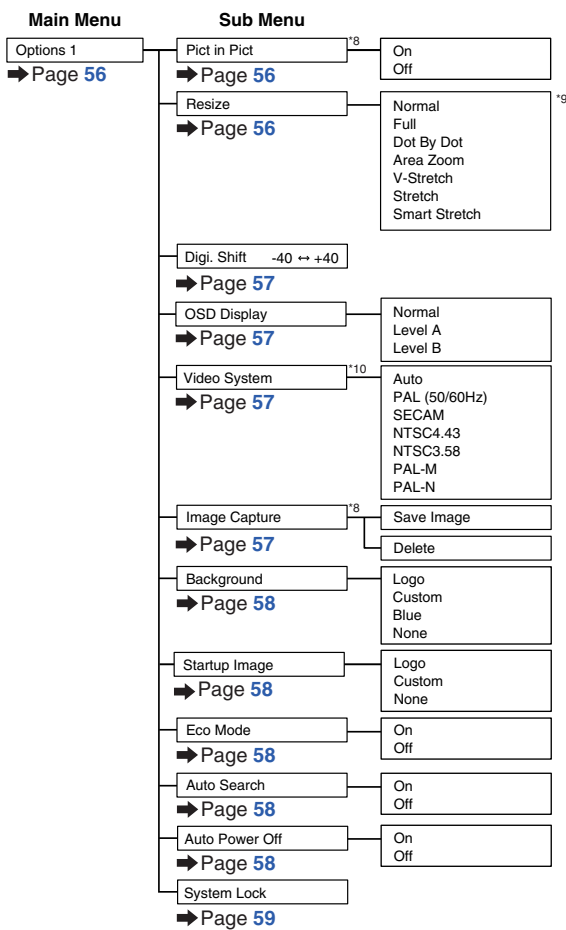 Main Menu Sub Menu
Options 1
➡Page 56
Pict in Pict *8
➡Page 56
On
Off
Resize
➡Page 56
*9
Normal
Full
Dot By Dot
Area Zoom
V-Stretch
Stretch
Smart Stretch
Digi. Shift -40 ↔ +40
➡Page 57
OSD Display
➡Page 57
Normal
Level A
Level B
Video System *10
➡Page 57
Auto
PAL (50/60Hz)
SECAM
NTSC4.43
NTSC3.58
PAL-M
PAL-N
Image Capture *8
➡Page 57
Save Image
Delete
Background
➡Page 58
Logo
Custom
Blue
None
Startup Image
➡Page 58
Logo
Custom
None
Eco Mode
➡Page 58
On
Off
Auto Search
➡Page 58
On
Off
Auto Power Off
➡Page 58
On
Off
System Lock
➡Page 59